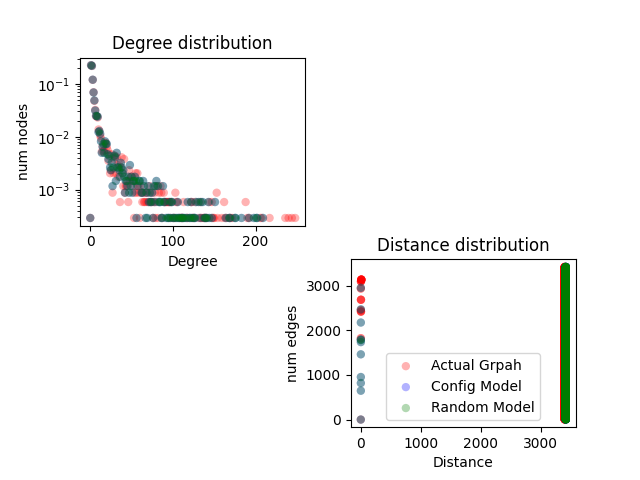 Degree distribution
num nodes
10⁻¹
10⁻²
10⁻³
0 100 200
Degree
Distance distribution
num edges
3000
2000
1000
0
Actual Grpah
Config Model
Random Model
0 1000 2000 3000
Distance